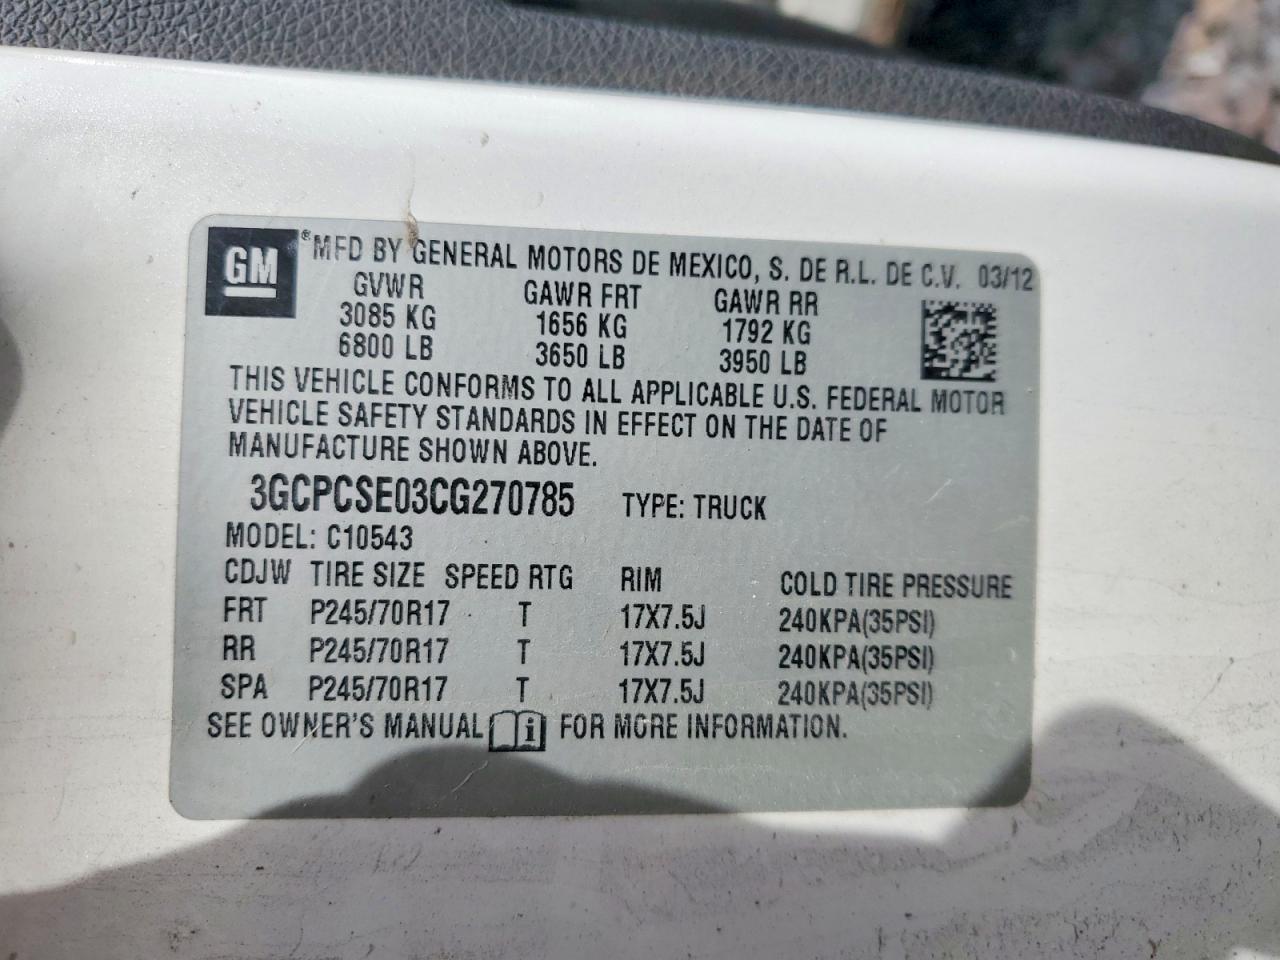 GM ® MFD BY GENERAL MOTORS DE MEXICO, S. DE R.L. DE C.V. 03/12
GVWR GAWR FRT GAWR RR
3085 KG 1656 KG 1792 KG
6800 LB 3650 LB 3950 LB
THIS VEHICLE CONFORMS TO ALL APPLICABLE U.S. FEDERAL MOTOR
VEHICLE SAFETY STANDARDS IN EFFECT ON THE DATE OF
MANUFACTURE SHOWN ABOVE.
3GCPCSE03CG270785 TYPE: TRUCK
MODEL: C10543
CDJW TIRE SIZE SPEED RTG RIM COLD TIRE PRESSURE
FRT P245/70R17 T 17X7.5J 240KPA(35PSI)
RR P245/70R17 T 17X7.5J 240KPA(35PSI)
SPA P245/70R17 T 17X7.5J 240KPA(35PSI)
SEE OWNER'S MANUAL i FOR MORE INFORMATION.